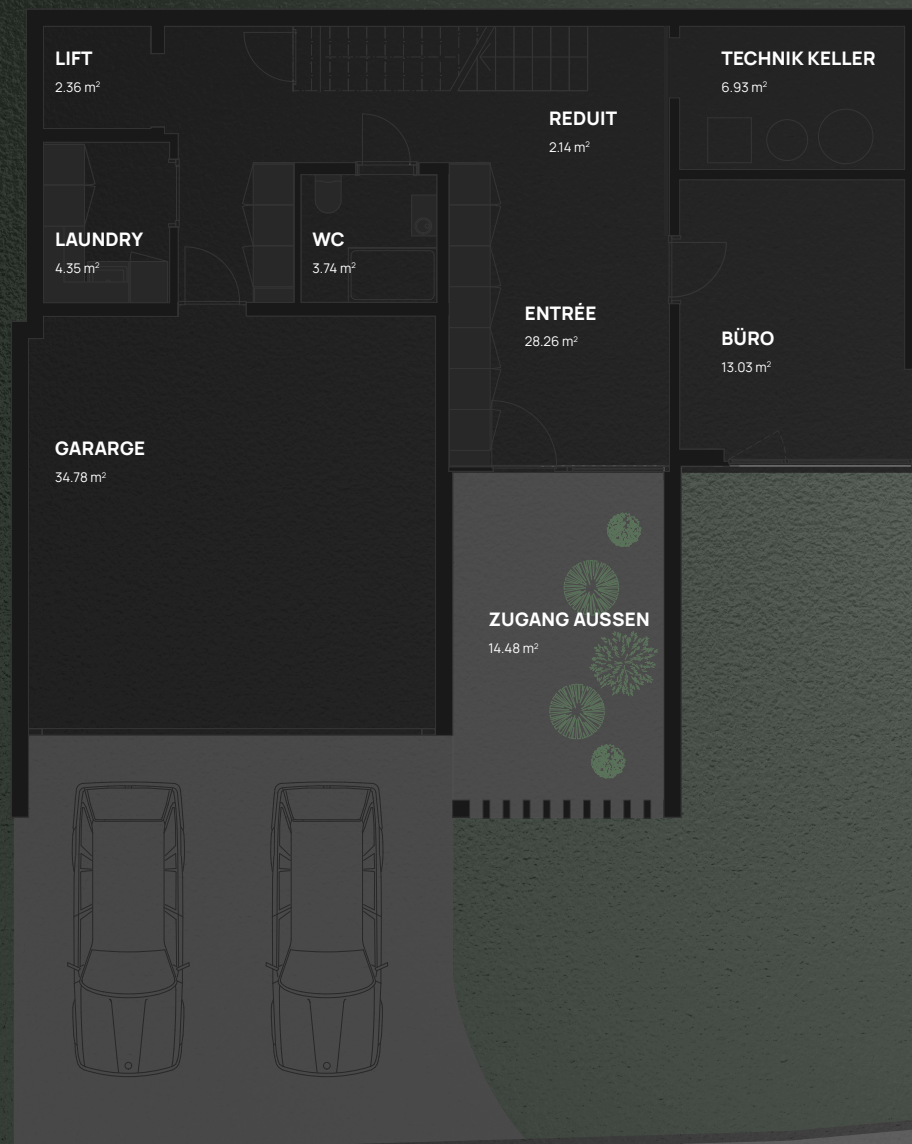 LIFT
2.36 m²
TECHNIK KELLER
6.93 m²
REDUIT
2.14 m²
LAUNDRY
4.35 m²
WC
3.74 m²
ENTRÉE
28.26 m²
BÜRO
13.03 m²
GARARGE
34.78 m²
ZUGANG AUSSEN
14.48 m²